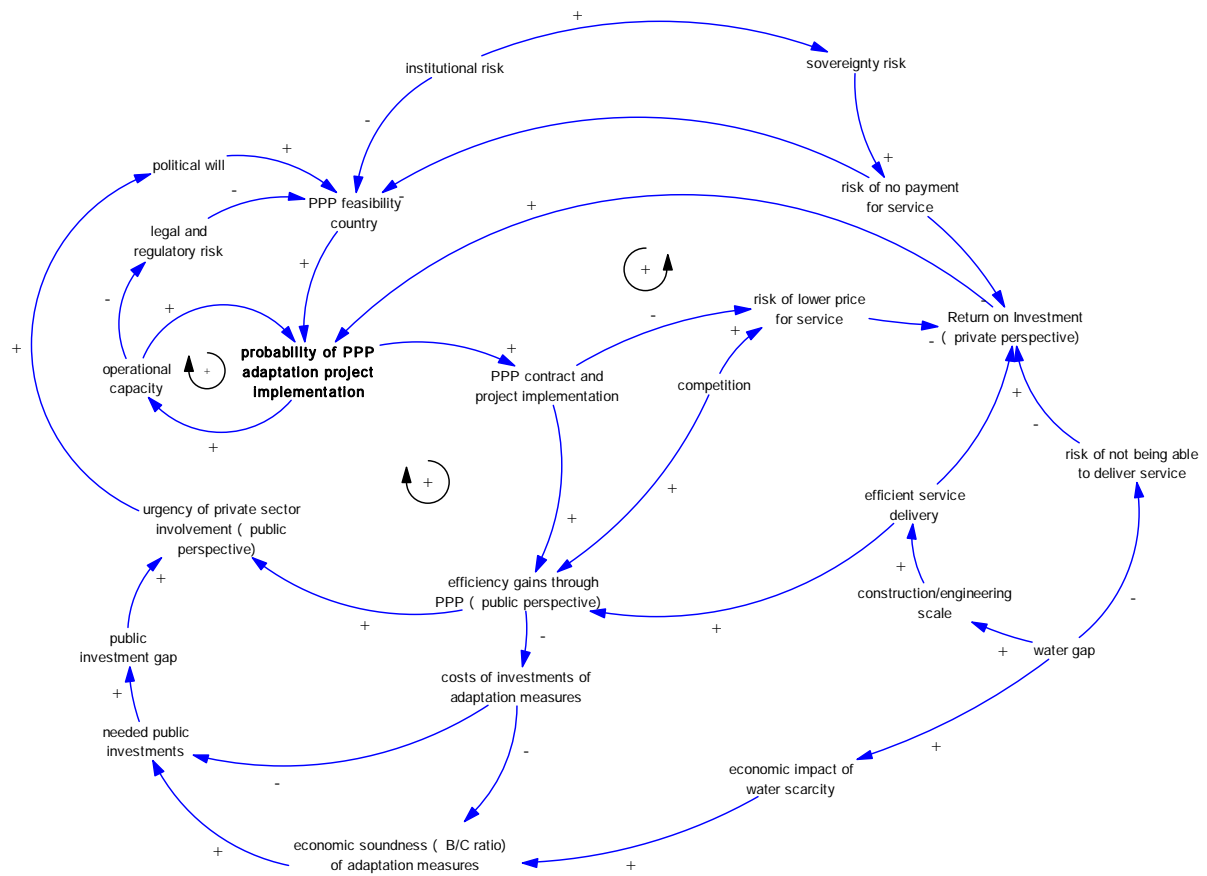 +
institutional risk
sovereignty risk
-
+
political will
+
-
risk of no payment
for service
PPP feasibility
-
country
+
legal and
regulatory risk
+
+
-
+
risk of lower price
for service
-
+
-
Return on Investment
( private perspective)
-
+
probability of PPP
adaptation project
implementation
+
operational
capacity
+
PPP contract and
project implementation
competition
+
-
+
risk of not being able
to deliver service
+
+
+
efficient service
delivery
urgency of private sector
involvement ( public
perspective)
+
+
+
efficiency gains through
PPP ( public perspective)
construction/engineering
scale
-
+
+
-
public
investment gap
+
water gap
costs of investments of
adaptation measures
+
needed public
investments
-
+
-
economic impact of
water scarcity
+
economic soundness ( B/C ratio)
of adaptation measures
+